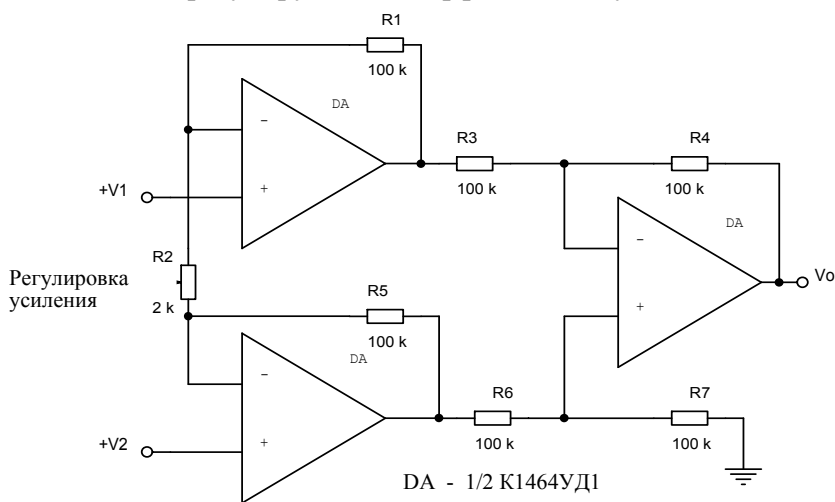 R1
100 k
DA
R3
R4
100 k
100 k
+V1
DA
R2
Регулировка
усиления
2 k
Vo
R5
100 k
DA
R6
R7
+V2
100 k
100 k
DA - 1/2 К1464УД1